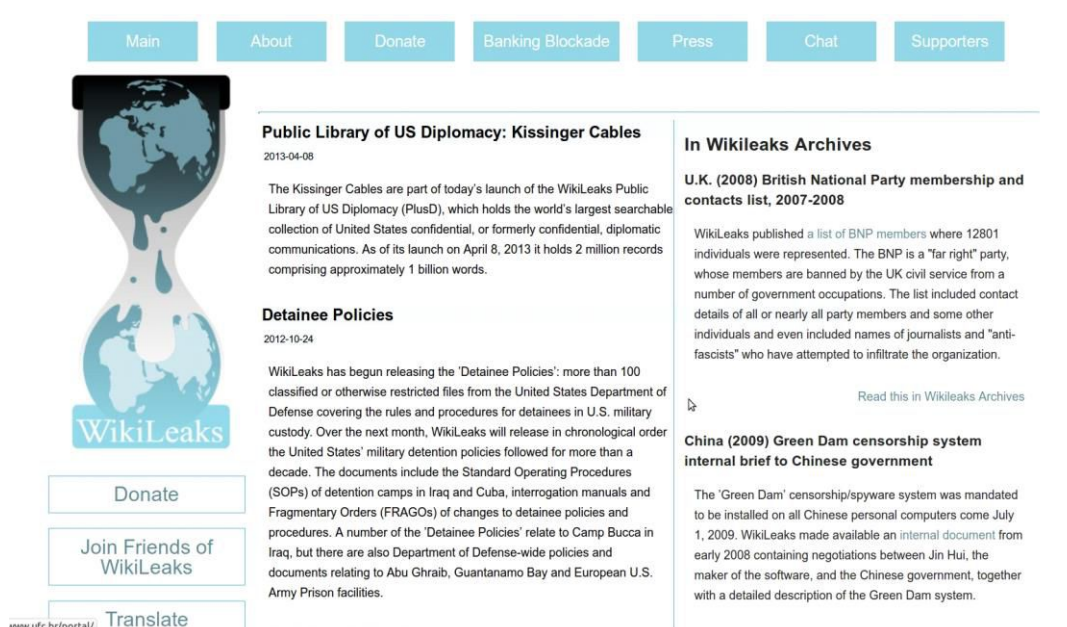 Main
About
Donate
Banking Blockade
Press
Chat
Supporters
WikiLeaks
Donate
Join Friends of
WikiLeaks
Translate
Public Library of US Diplomacy: Kissinger Cables
2013-04-08
The Kissinger Cables are part of today's launch of the WikiLeaks Public
Library of US Diplomacy (PlusD), which holds the world's largest searchable
collection of United States confidential, or formerly confidential, diplomatic
communications. As of its launch on April 8, 2013 it holds 2 million records
comprising approximately 1 billion words.
Detainee Policies
2012-10-24
WikiLeaks has begun releasing the 'Detainee Policies': more than 100
classified or otherwise restricted files from the United States Department of
Defense covering the rules and procedures for detainees in U.S. military
custody. Over the next month, WikiLeaks will release in chronological order
the United States' military detention policies followed for more than a
decade. The documents include the Standard Operating Procedures
(SOPs) of detention camps in Iraq and Cuba, interrogation manuals and
Fragmentary Orders (FRAGOs) of changes to detainee policies and
procedures. A number of the 'Detainee Policies' relate to Camp Bucca in
Iraq, but there are also Department of Defense-wide policies and
documents relating to Abu Ghraib, Guantanamo Bay and European U.S.
Army Prison facilities.
In Wikileaks Archives
U.K. (2008) British National Party membership and
contacts list, 2007-2008
WikiLeaks published a list of BNP members where 12801
individuals were represented. The BNP is a "far right" party,
whose members are banned by the UK civil service from a
number of government occupations. The list included contact
details of all or nearly all party members and some other
individuals and even included names of journalists and "anti-
fascists" who have attempted to infiltrate the organization.
Read this in Wikileaks Archives
China (2009) Green Dam censorship system
internal brief to Chinese government
The 'Green Dam' censorship/spyware system was mandated
to be installed on all Chinese personal computers come July
1, 2009. WikiLeaks made available an internal document from
early 2008 containing negotiations between Jin Hui, the
maker of the software, and the Chinese government, together
with a detailed description of the Green Dam system.